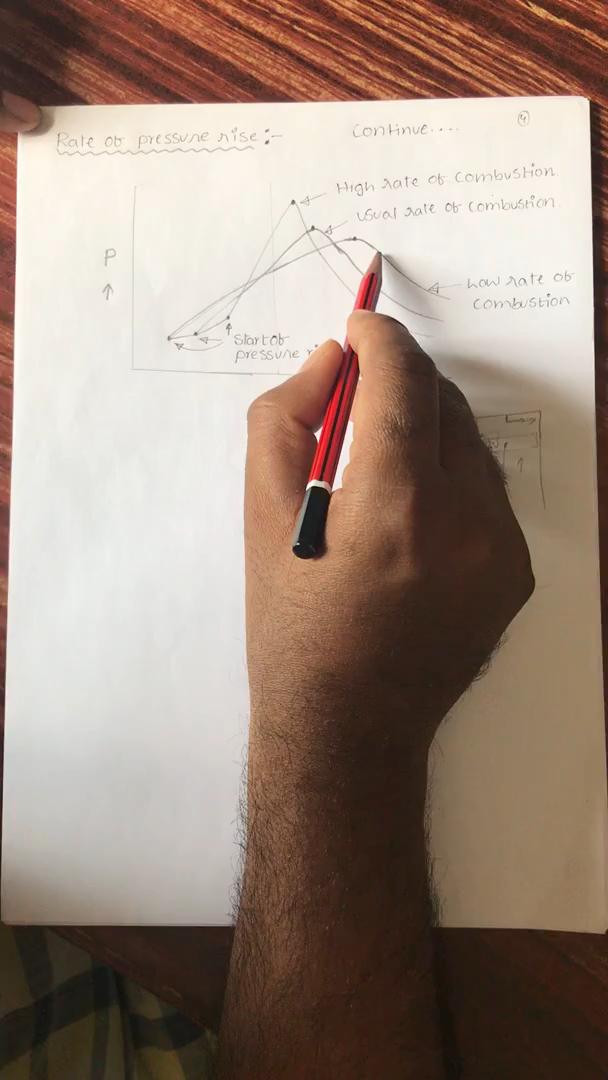 Rate of pressure rise :- Continue.... 4
High rate of Combustion.
Usual rate of Combustion.
P
↑
Low rate of
Combustion
Start of
pressure